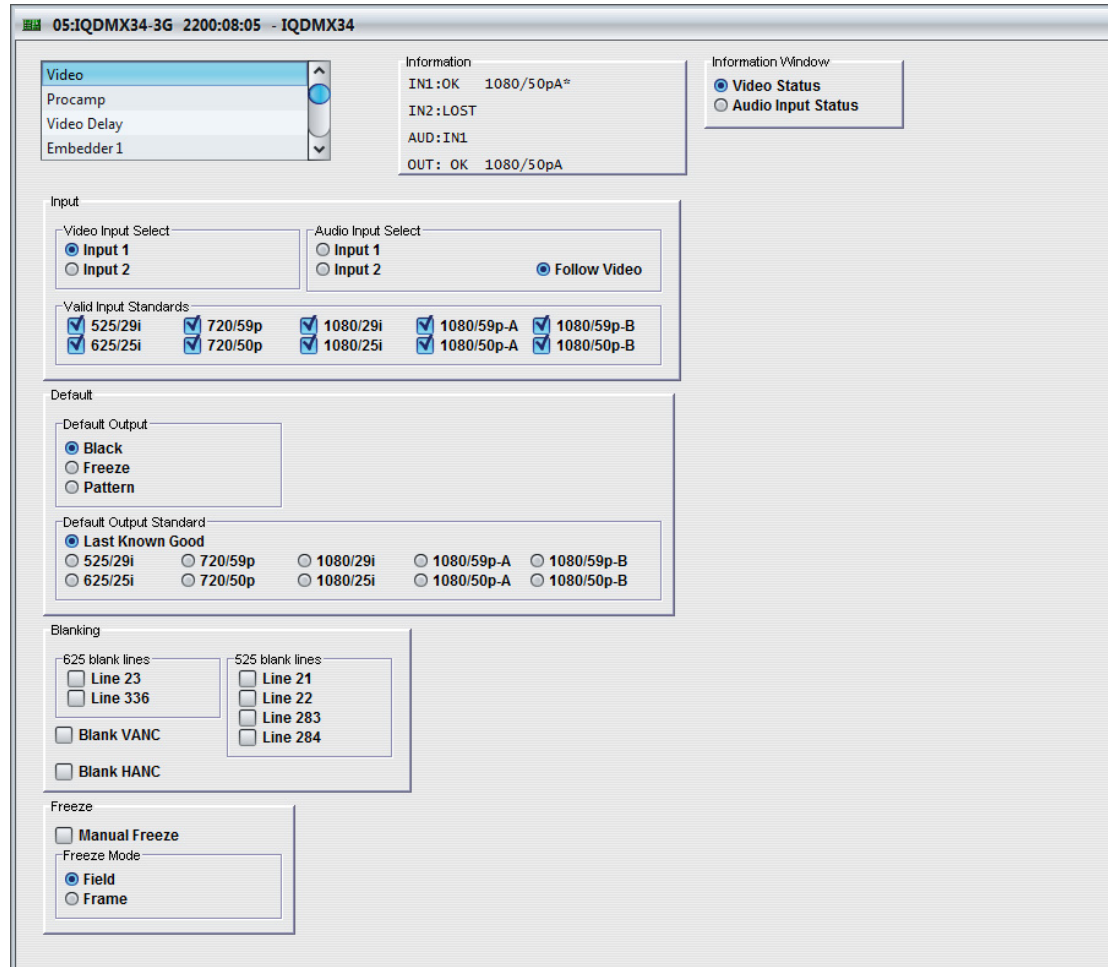 05:IQDMX34-3G 2200:08:05 - IQDMX34
Video
Procamp
Video Delay
Embedder 1
Information
IN1:OK 1080/50pA*
IN2:LOST
AUD:IN1
OUT: OK 1080/50pA
Information Window
Video Status
Audio Input Status
Input
Video Input Select
Input 1
Input 2
Audio Input Select
Input 1
Input 2
Follow Video
Valid Input Standards
525/29i 720/59p 1080/29i 1080/59p-A 1080/59p-B
625/25i 720/50p 1080/25i 1080/50p-A 1080/50p-B
Default
Default Output
Black
Freeze
Pattern
Default Output Standard
Last Known Good
525/29i 720/59p 1080/29i 1080/59p-A 1080/59p-B
625/25i 720/50p 1080/25i 1080/50p-A 1080/50p-B
Blanking
625 blank lines
Line 23
Line 336
Blank VANC
Blank HANC
525 blank lines
Line 21
Line 22
Line 283
Line 284
Freeze
Manual Freeze
Freeze Mode
Field
Frame